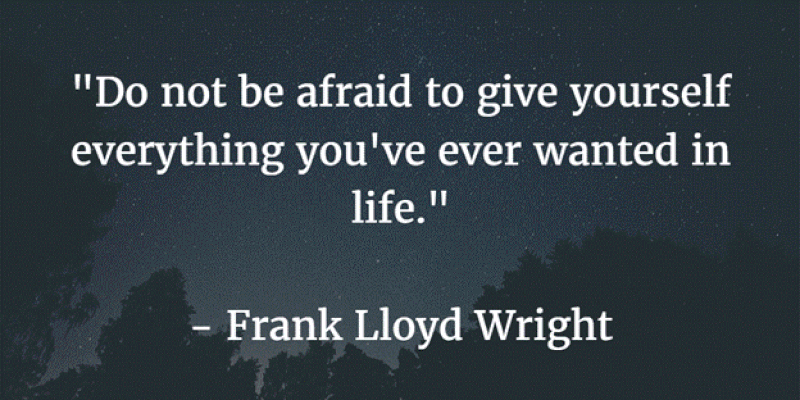 "Do not be afraid to give yourself
everything you've ever wanted in
life."
- Frank Lloyd Wright